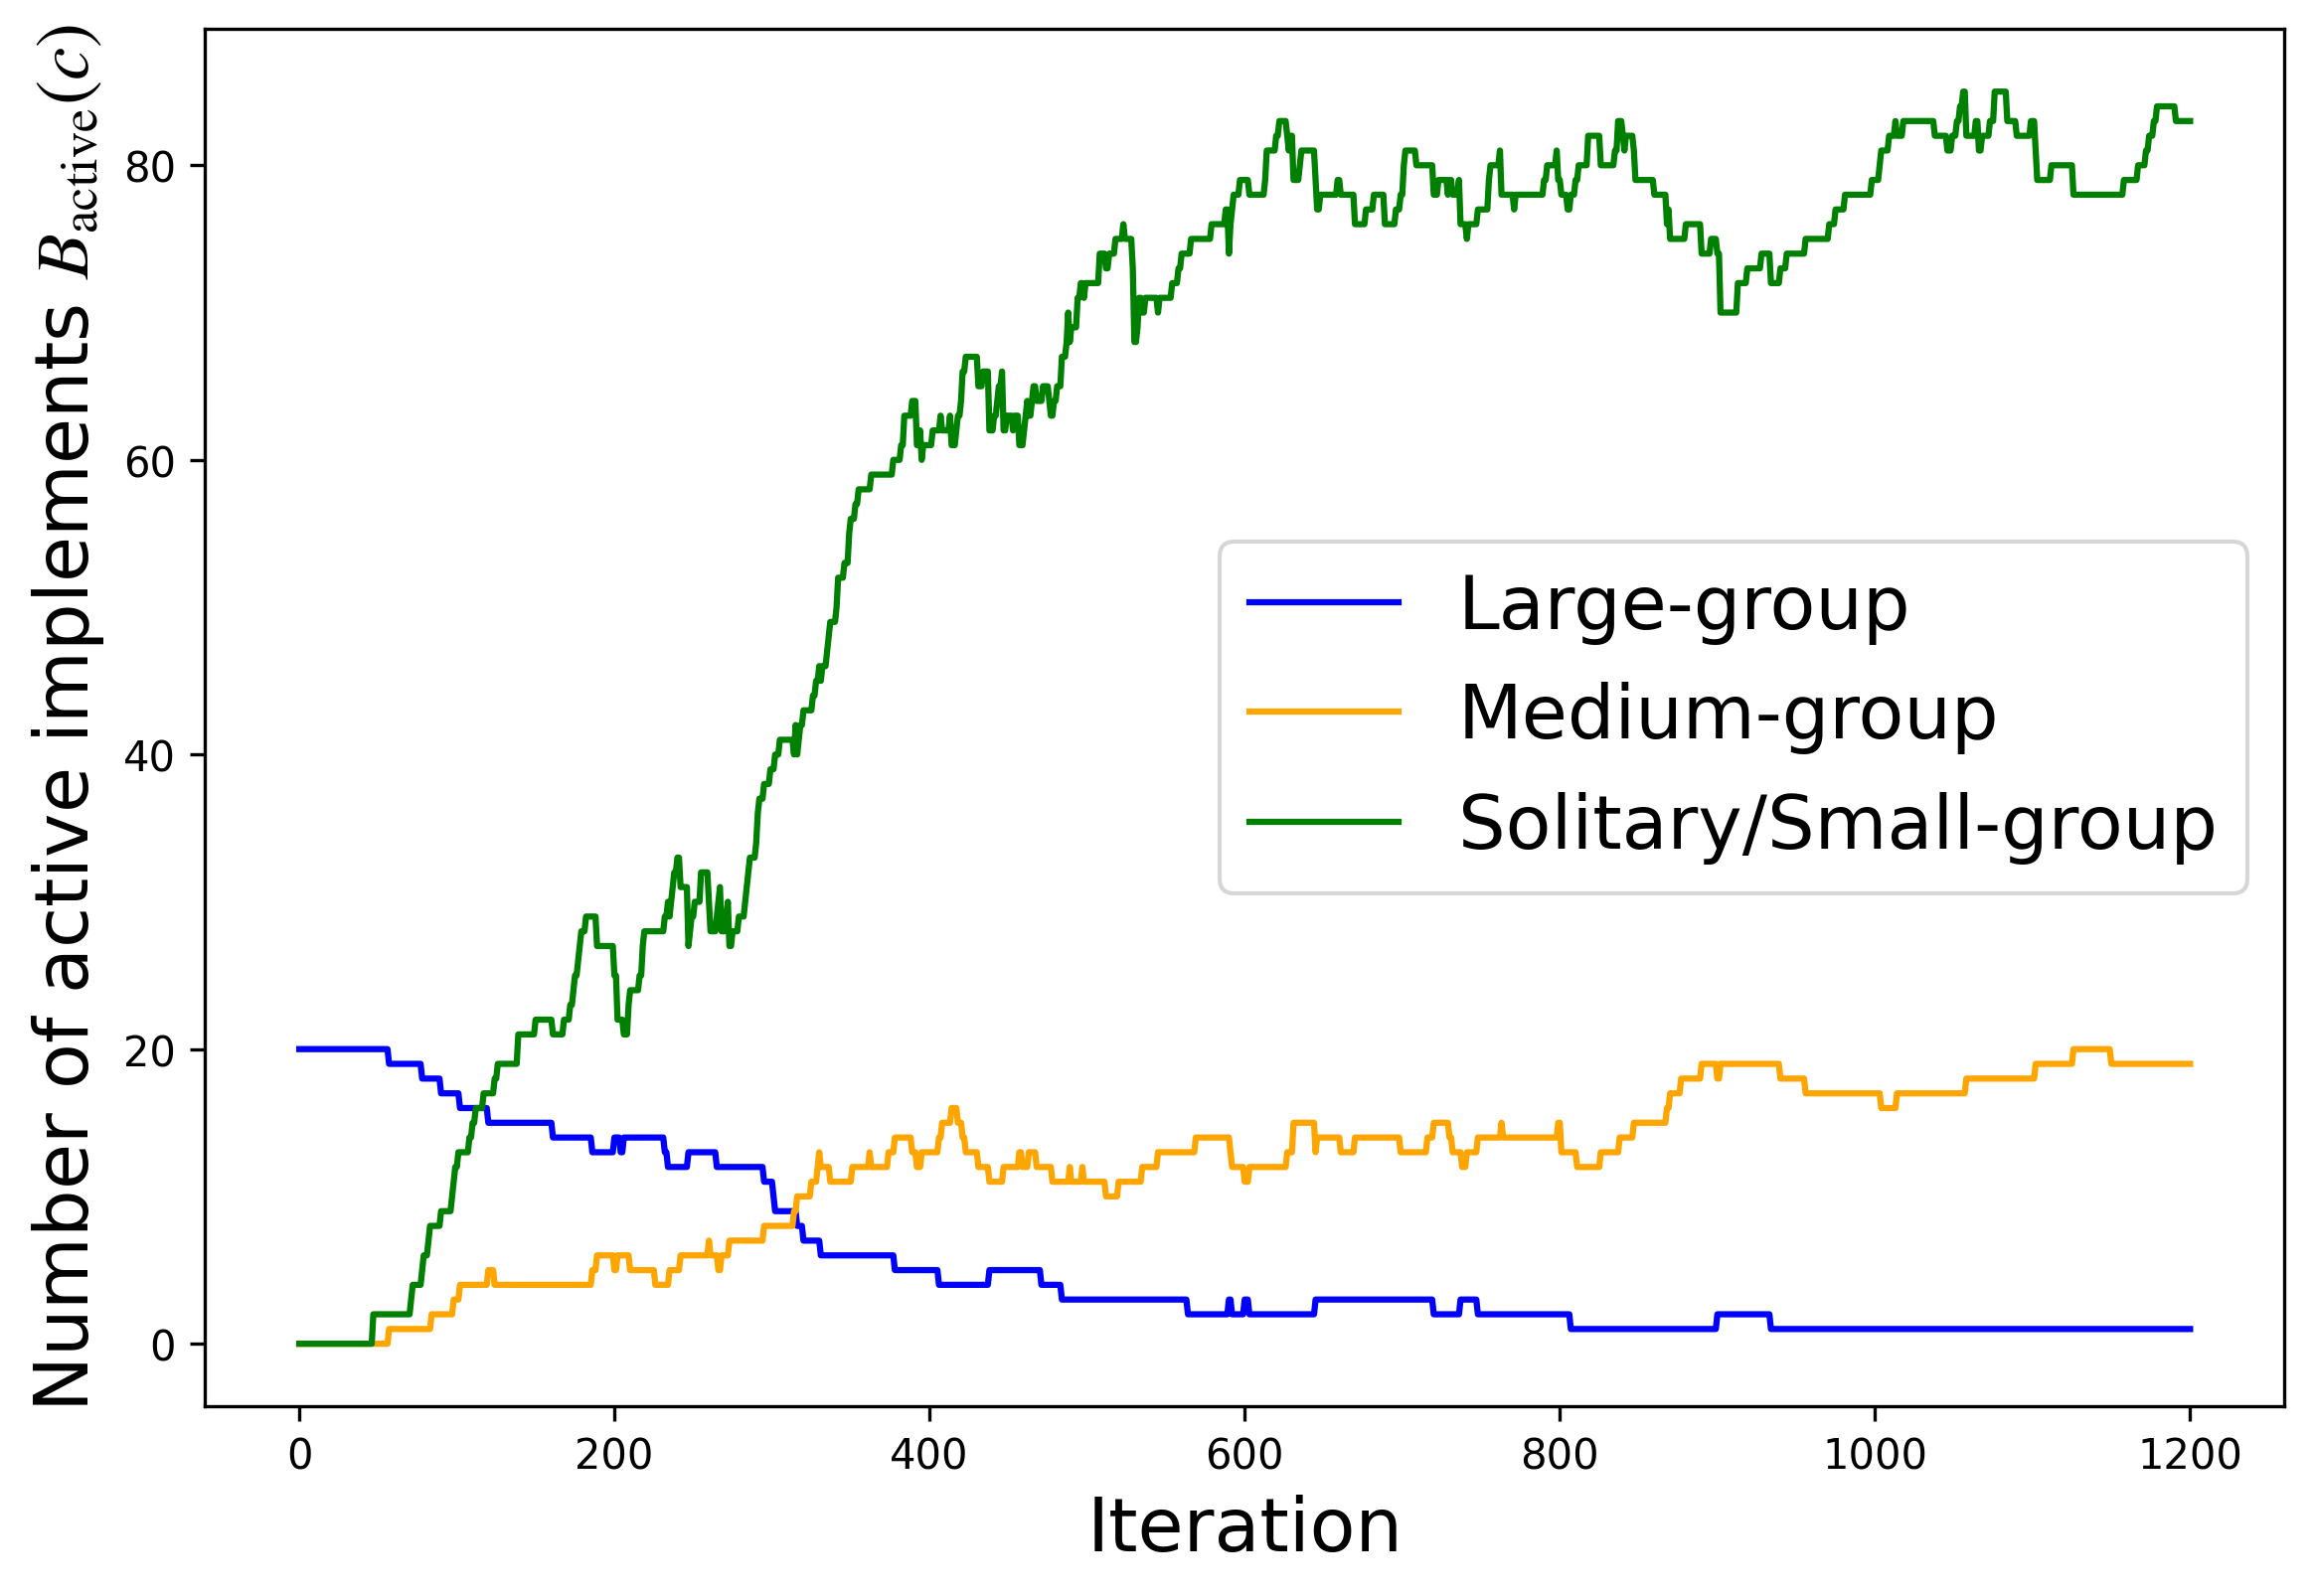 Number of active implements B_active(c)
80
60
40
20
0
Large-group
Medium-group
Solitary/Small-group
0 200 400 600 800 1000 1200
Iteration